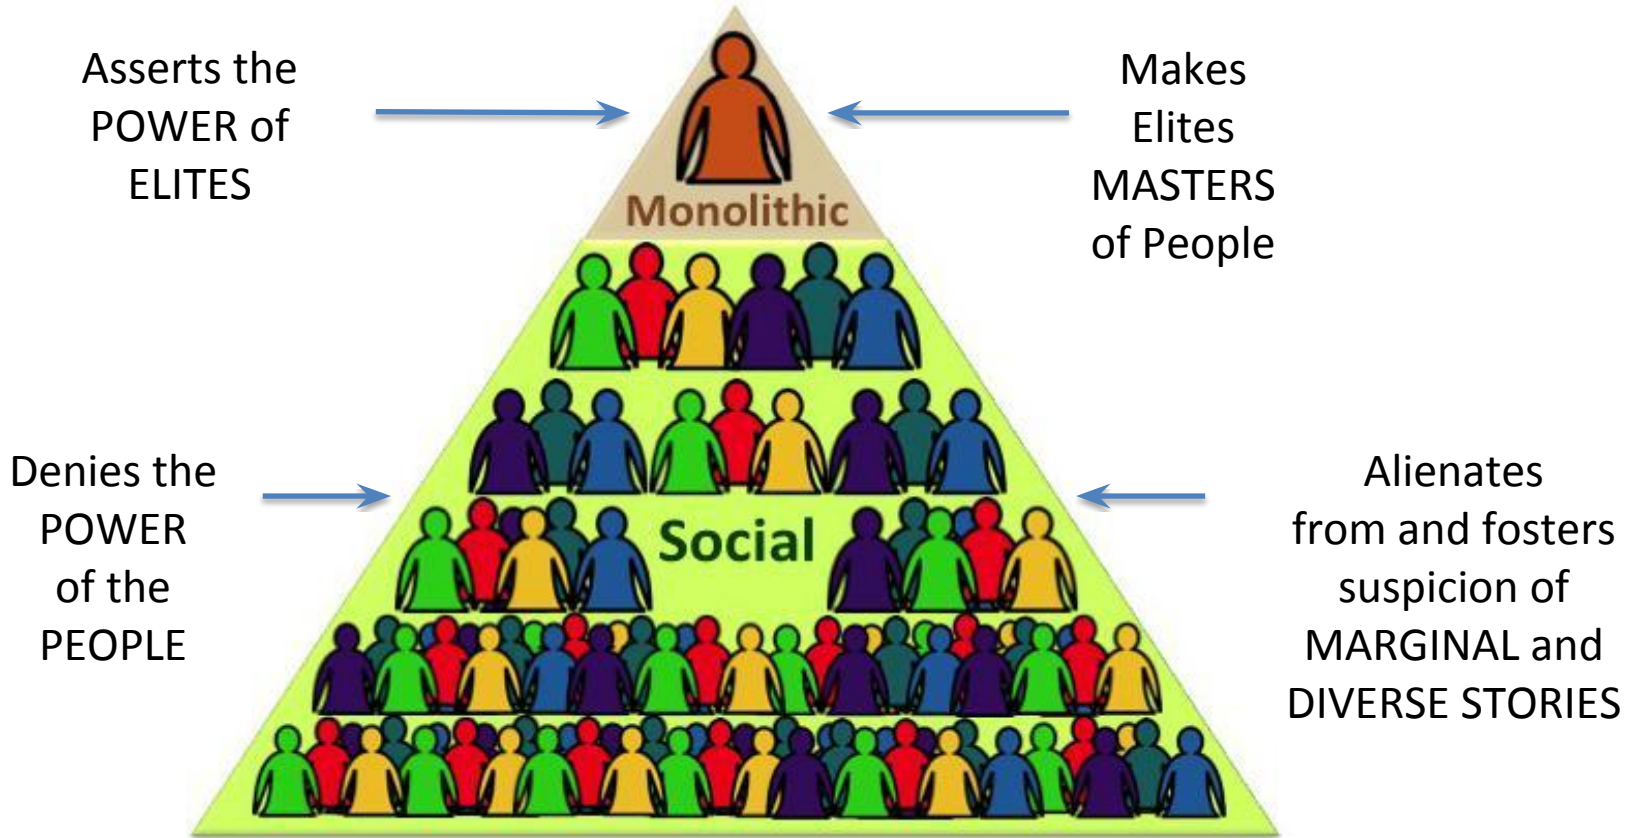 Asserts the
POWER of
ELITES
Makes
Elites
MASTERS
of People
Monolithic
Denies the
POWER
of the
PEOPLE
Social
Alienates
from and fosters
suspicion of
MARGINAL and
DIVERSE STORIES